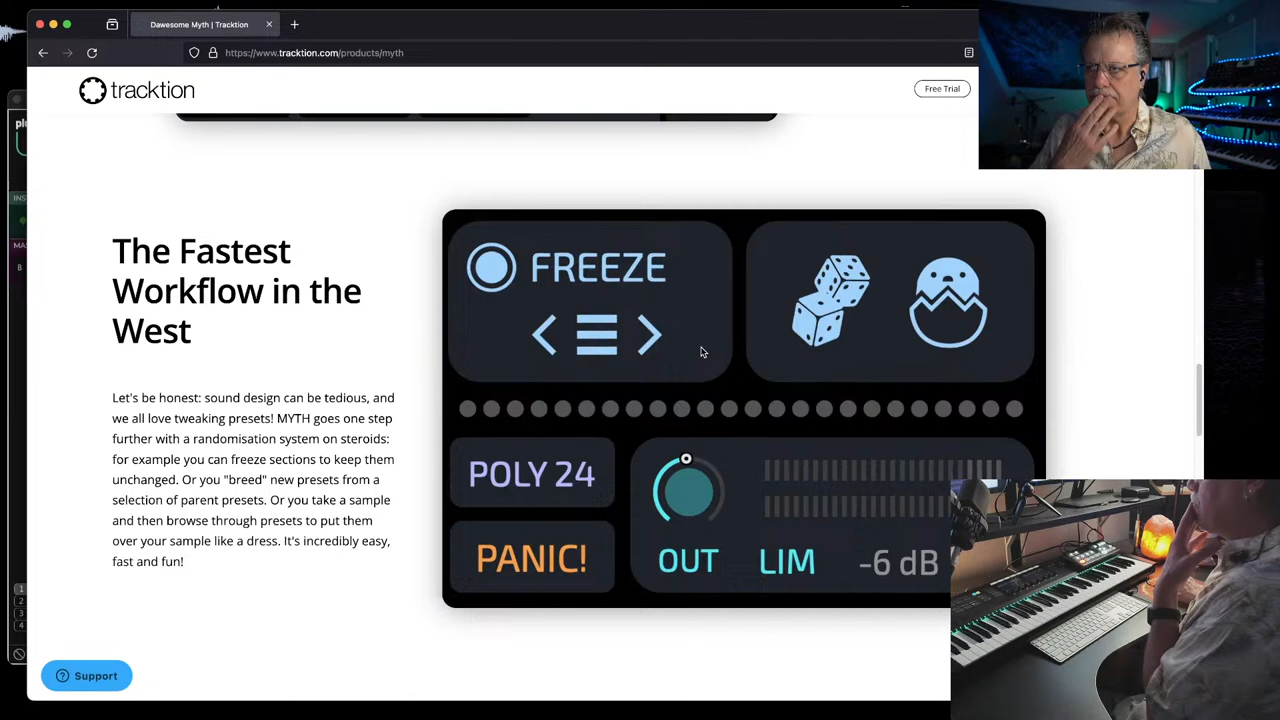 Dawesome Myth | Tracktion
https://www.tracktion.com/products/myth
tracktion
Free Trial
The Fastest
Workflow in the
West
Let's be honest: sound design can be tedious, and
we all love tweaking presets! MYTH goes one step
further with a randomisation system on steroids:
for example you can freeze sections to keep them
unchanged. Or you "breed" new presets from a
selection of parent presets. Or you take a sample
and then browse through presets to put them
over your sample like a dress. It's incredibly easy,
fast and fun!
FREEZE
POLY 24
PANIC!
OUT LIM -6 dB
Support
B
1
2
3
4